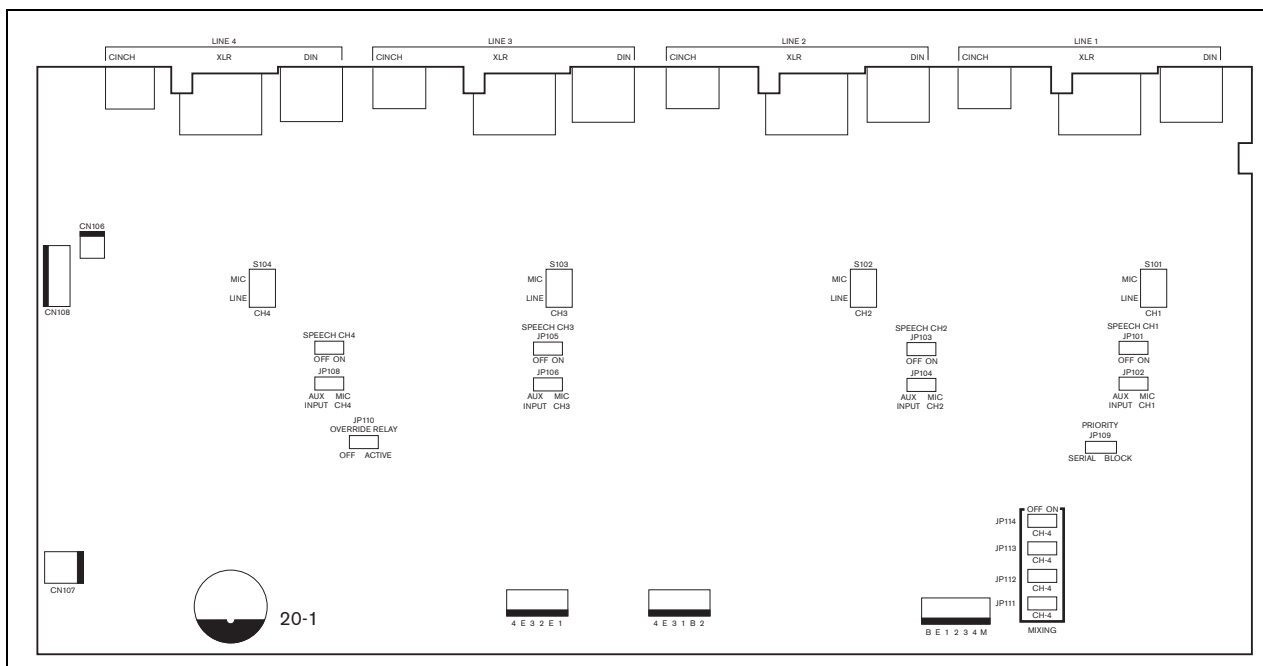 LINE 4 LINE 3 LINE 2 LINE 1
CINCH XLR DIN CINCH XLR DIN CINCH XLR DIN CINCH XLR DIN
CN106
CN108
S104
MIC
LINE
CH4
S103
MIC
LINE
CH3
S102
MIC
LINE
CH2
S101
MIC
LINE
CH1
SPEECH CH4
OFF ON
JP108
AUX MIC
INPUT CH4
SPEECH CH3
JP105
OFF ON
JP106
AUX MIC
INPUT CH3
SPEECH CH2
JP103
OFF ON
JP104
AUX MIC
INPUT CH2
SPEECH CH1
JP101
OFF ON
JP102
AUX MIC
INPUT CH1
JP110
OVERRIDE RELAY
OFF ACTIVE
PRIORITY
JP109
SERIAL BLOCK
OFF ON
JP114
CH-4
JP113
CH-4
JP112
CH-4
JP111
CH-4
MIXING
CN107
20-1
4 E 3 2 E 1
4 E 3 1 B 2
B E 1 2 3 4 M